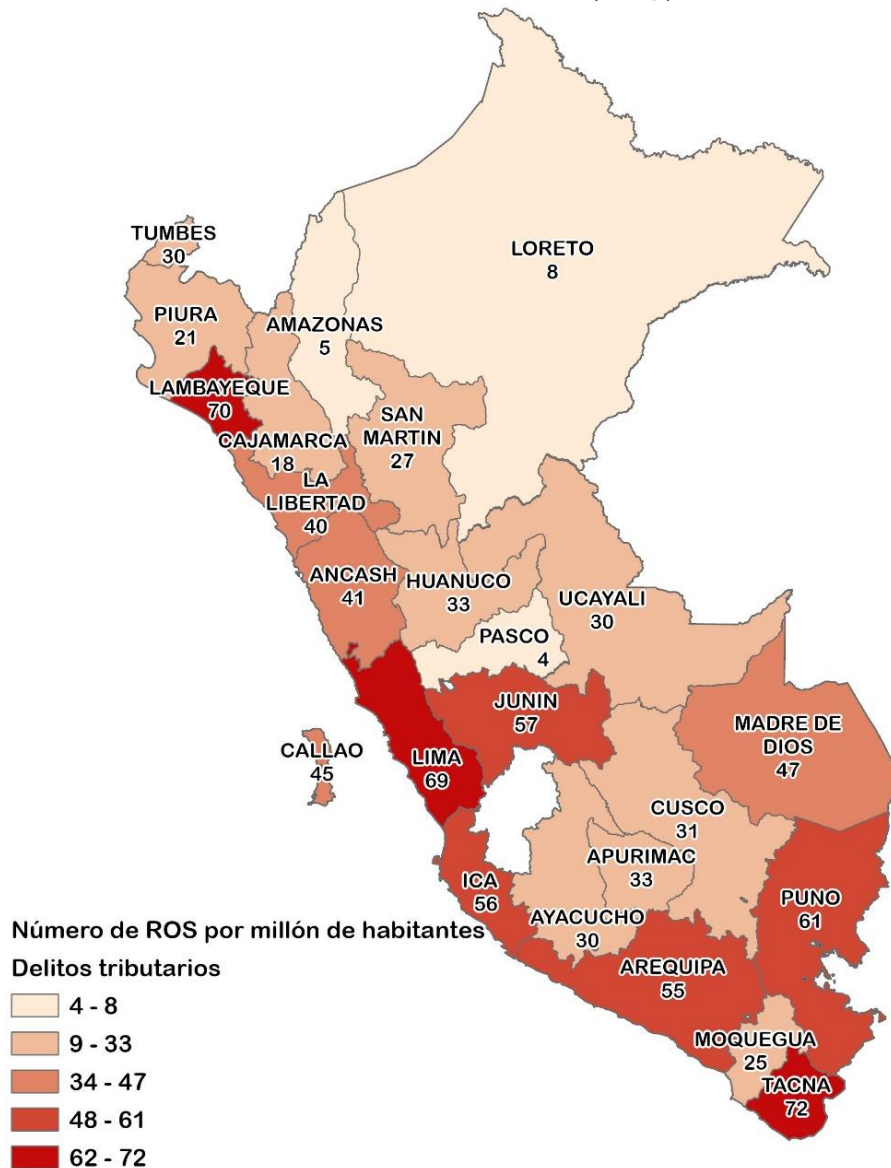 TUMBES
30
PIURA
21
AMAZONAS
5
LORETO
8
LAMBAYEQUE
70
CAJAMARCA
18
SAN
MARTIN
27
LA
LIBERTAD
40
ANCASH
41
HUANUCO
33
UCAYALI
30
PASCO
4
JUNIN
57
MADRE DE
DIOS
47
CALLAO
45
LIMA
69
CUSCO
31
APURIMAC
33
ICA
56
PUNO
61
AYACUCHO
30
AREQUIPA
55
MOQUEGUA
25
TACNA
72
Número de ROS por millón de habitantes
Delitos tributarios
4 - 8
9 - 33
34 - 47
48 - 61
62 - 72